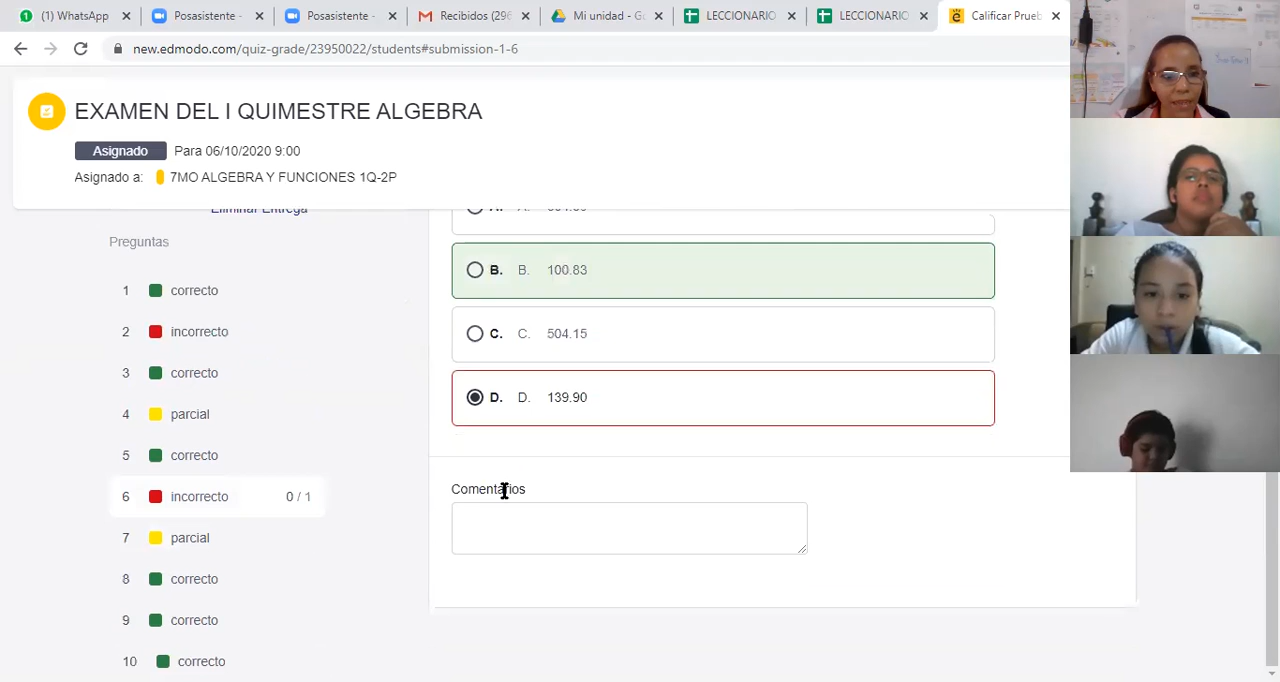 (1) WhatsApp
Posasistente -
Posasistente -
Recibidos (296
Mi unidad - Go
LECCIONARIO
LECCIONARIO
Calificar Prueb
new.edmodo.com/quiz-grade/23950022/students#submission-1-6
EXAMEN DEL I QUIMESTRE ALGEBRA
Asignado Para 06/10/2020 9:00
Asignado a: 7MO ALGEBRA Y FUNCIONES 1Q-2P
Eliminar Entrega
Preguntas
1 correcto
2 incorrecto
3 correcto
4 parcial
5 correcto
6 incorrecto 0 / 1
7 parcial
8 correcto
9 correcto
10 correcto
B. B. 100.83
C. C. 504.15
D. D. 139.90
Comentarios